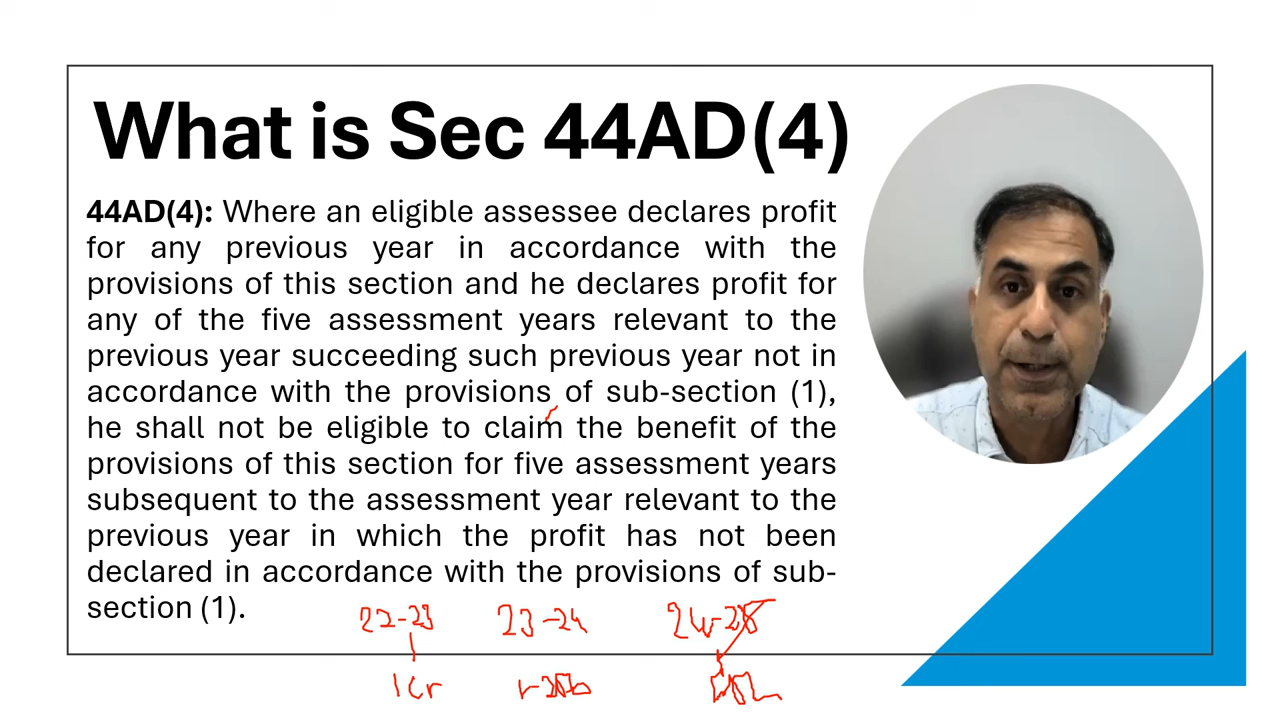 What is Sec 44AD(4)
44AD(4): Where an eligible assessee declares profit
for any previous year in accordance with the
provisions of this section and he declares profit for
any of the five assessment years relevant to the
previous year succeeding such previous year not in
accordance with the provisions of sub-section (1),
he shall not be eligible to claim the benefit of the
provisions of this section for five assessment years
subsequent to the assessment year relevant to the
previous year in which the profit has not been
declared in accordance with the provisions of sub-
section (1).
22-23 23-24
1 Cr